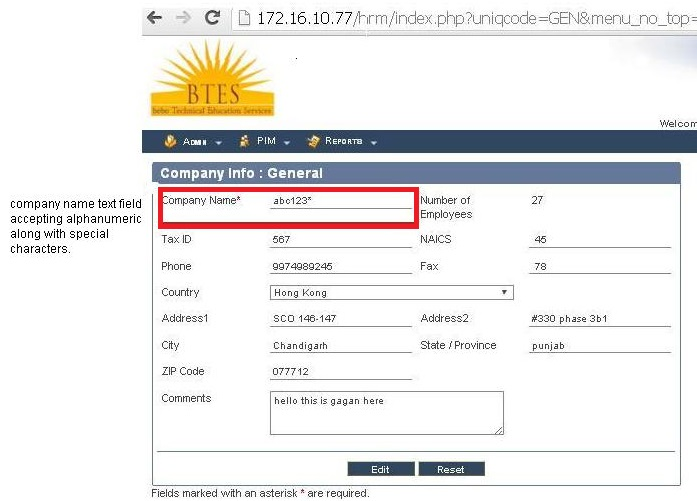 172.16.10.77/hrm/index.php?uniqcode=GEN&menu_no_top=
BTES
bebo Technical Education Services
Welcom
Admin PIM Reports
Company Info : General
company name text field
accepting alphanumeric
along with special
characters.
Company Name* abc123* Number of
Employees 27
Tax ID 567 NAICS 45
Phone 9974989245 Fax 78
Country Hong Kong
Address1 SCO 146-147 Address2 #330 phase 3b1
City Chandigarh State / Province punjab
ZIP Code 077712
Comments hello this is gagan here
Edit Reset
Fields marked with an asterisk * are required.